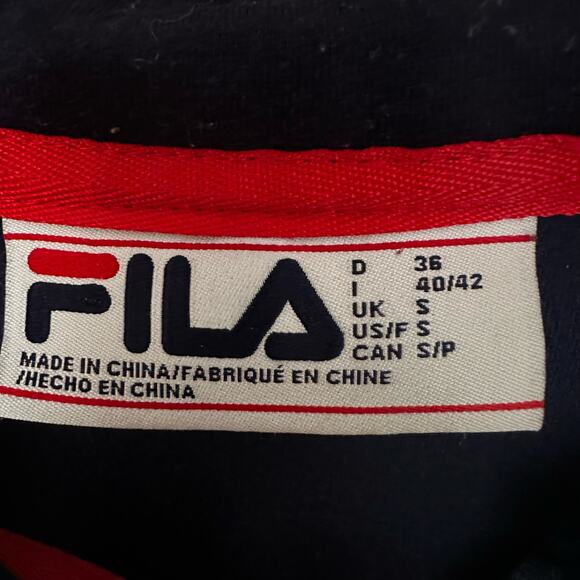 FILA
D 36
I 40/42
UK S
US/F S
CAN S/P
MADE IN CHINA/FABRIQUÉ EN CHINE
/HECHO EN CHINA